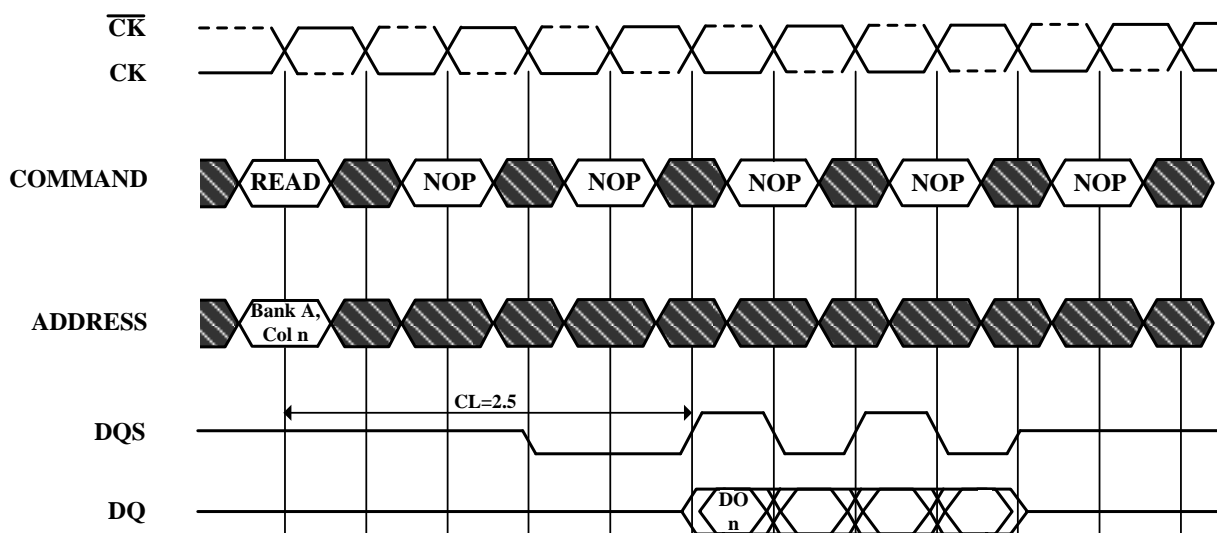 CK
CK
COMMAND
READ NOP NOP NOP NOP NOP
ADDRESS
Bank A,
Col n
CL=2.5
DQS
DQ
DO
n